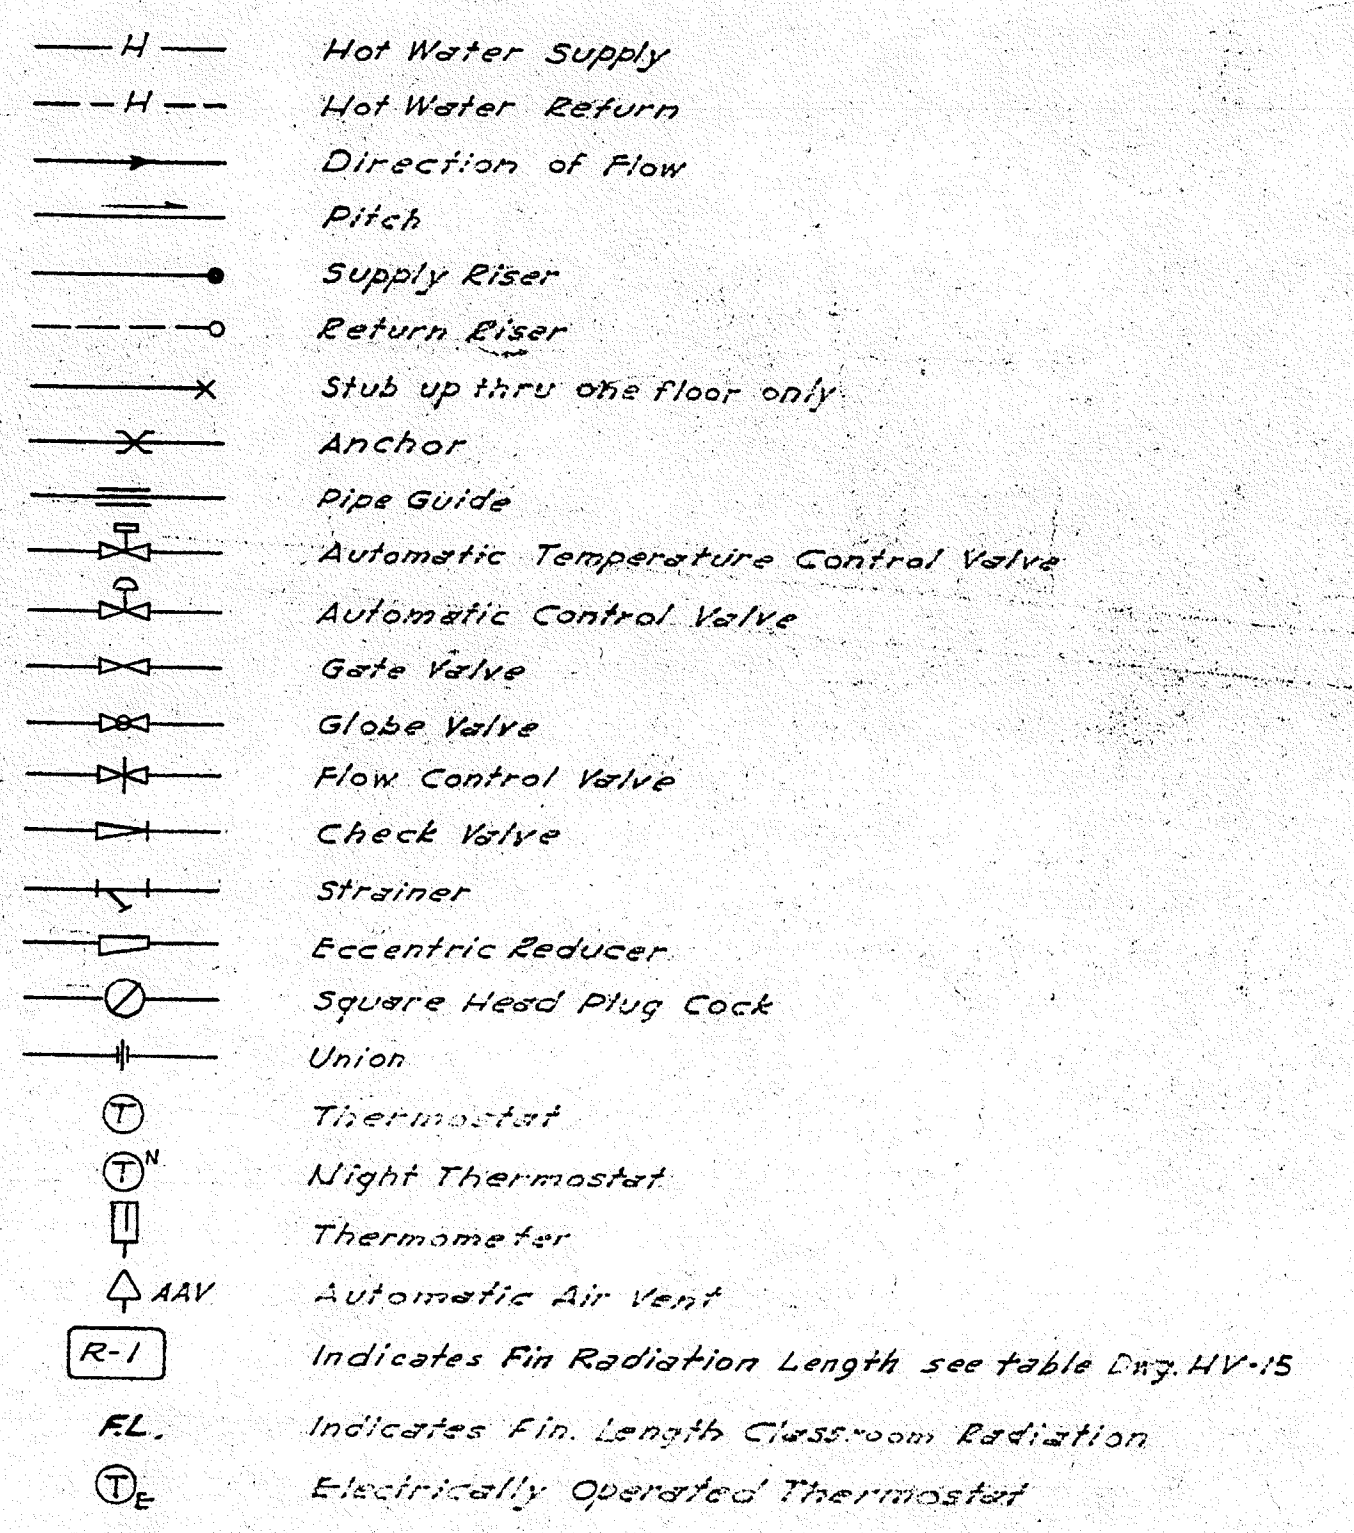 H Hot Water Supply
H Hot Water Return
Direction of Flow
Pitch
Supply Riser
Return Riser
Stub up thru one floor only
Anchor
Pipe Guide
Automatic Temperature Control Valve
Automatic Control Valve
Gate Valve
Globe Valve
Flow Control Valve
Check Valve
Strainer
Eccentric Reducer
Square Head Plug Cock
Union
T Thermostat
T N Night Thermostat
Thermometer
AAV Automatic Air Vent
R-1 Indicates Fin Radiation Length see table Dwg. HV-15
F.L. Indicates Fin. Length Classroom Radiation
T E Electrically Operated Thermostat